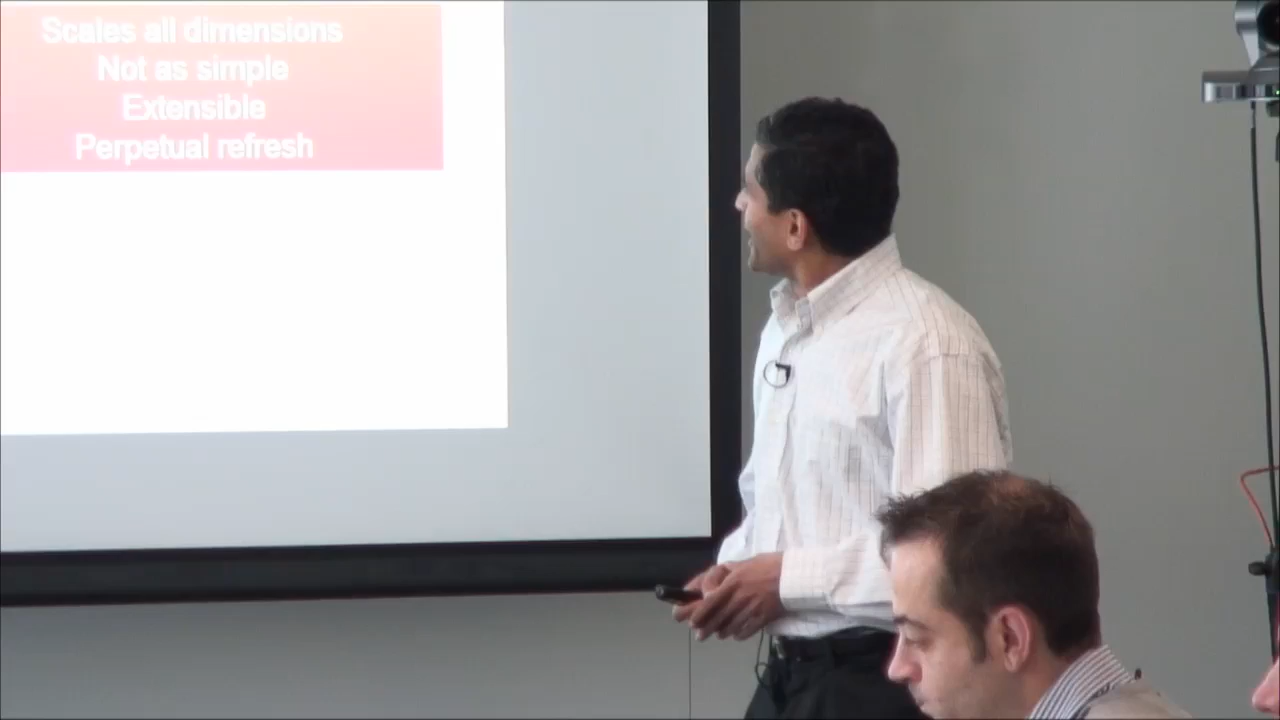 Scales all dimensions
Not as simple
Extensible
Perpetual refresh